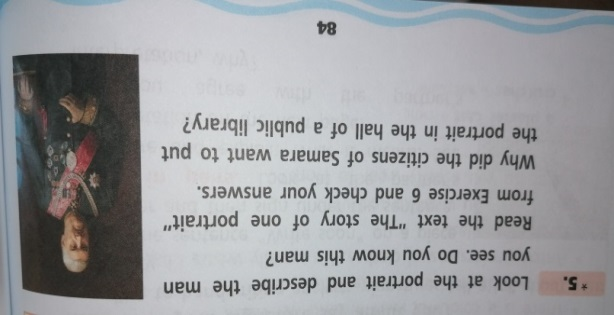 * 5. Look at the portrait and describe the man
you see. Do you know this man?
Read the text "The story of one portrait"
from Exercise 6 and check your answers.
Why did the citizens of Samara want to put
the portrait in the hall of a public library?
84